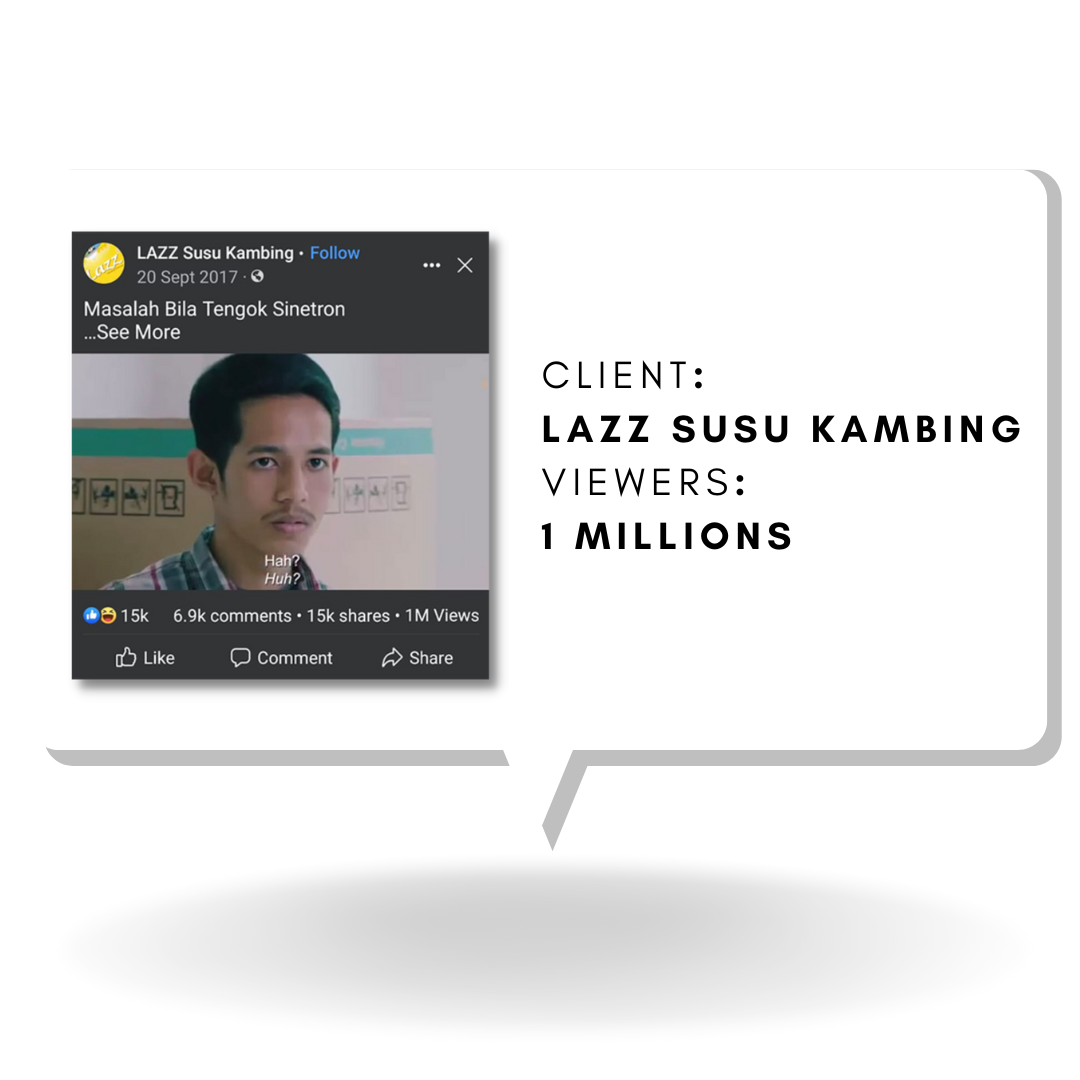 LAZZ Susu Kambing • Follow
20 Sept 2017 ·
Masalah Bila Tengok Sinetron
...See More
Hah?
Huh?
15k 6.9k comments • 15k shares • 1M Views
Like Comment Share
CLIENT:
LAZZ SUSU KAMBING
VIEWERS:
1 MILLIONS